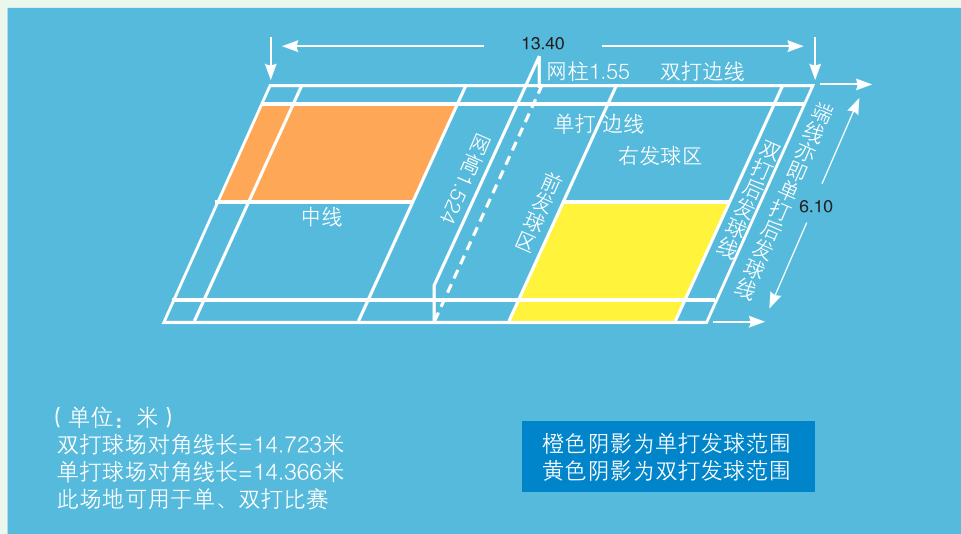 13.40
网柱1.55
双打边线
单打边线
右发球区
网高1.524
前发球区
双打后发球线
端线亦即单打后发球线
6.10
中线
(单位：米)
双打球场对角线长=14.723米
单打球场对角线长=14.366米
此场地可用于单、双打比赛
橙色阴影为单打发球范围
黄色阴影为双打发球范围